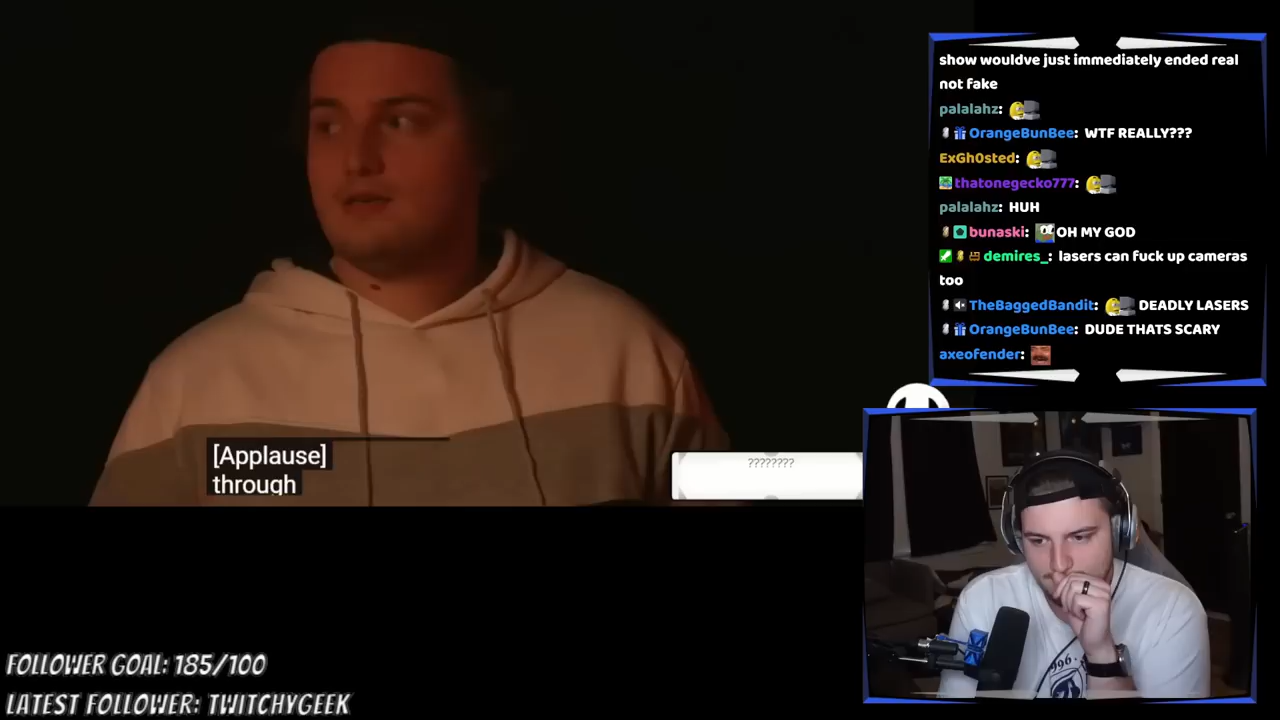 show wouldve just immediately ended real
not fake
palalahz:
OrangeBunBee: WTF REALLY???
ExGh0sted:
thatonegecko777:
palalahz: HUH
bunaski: OH MY GOD
demires_: lasers can fuck up cameras
too
TheBaggedBandit: DEADLY LASERS
OrangeBunBee: DUDE THATS SCARY
axeofender:
[Applause]
through
????????
996.
FOLLOWER GOAL: 185/100
LATEST FOLLOWER: TWITCHYGEEK